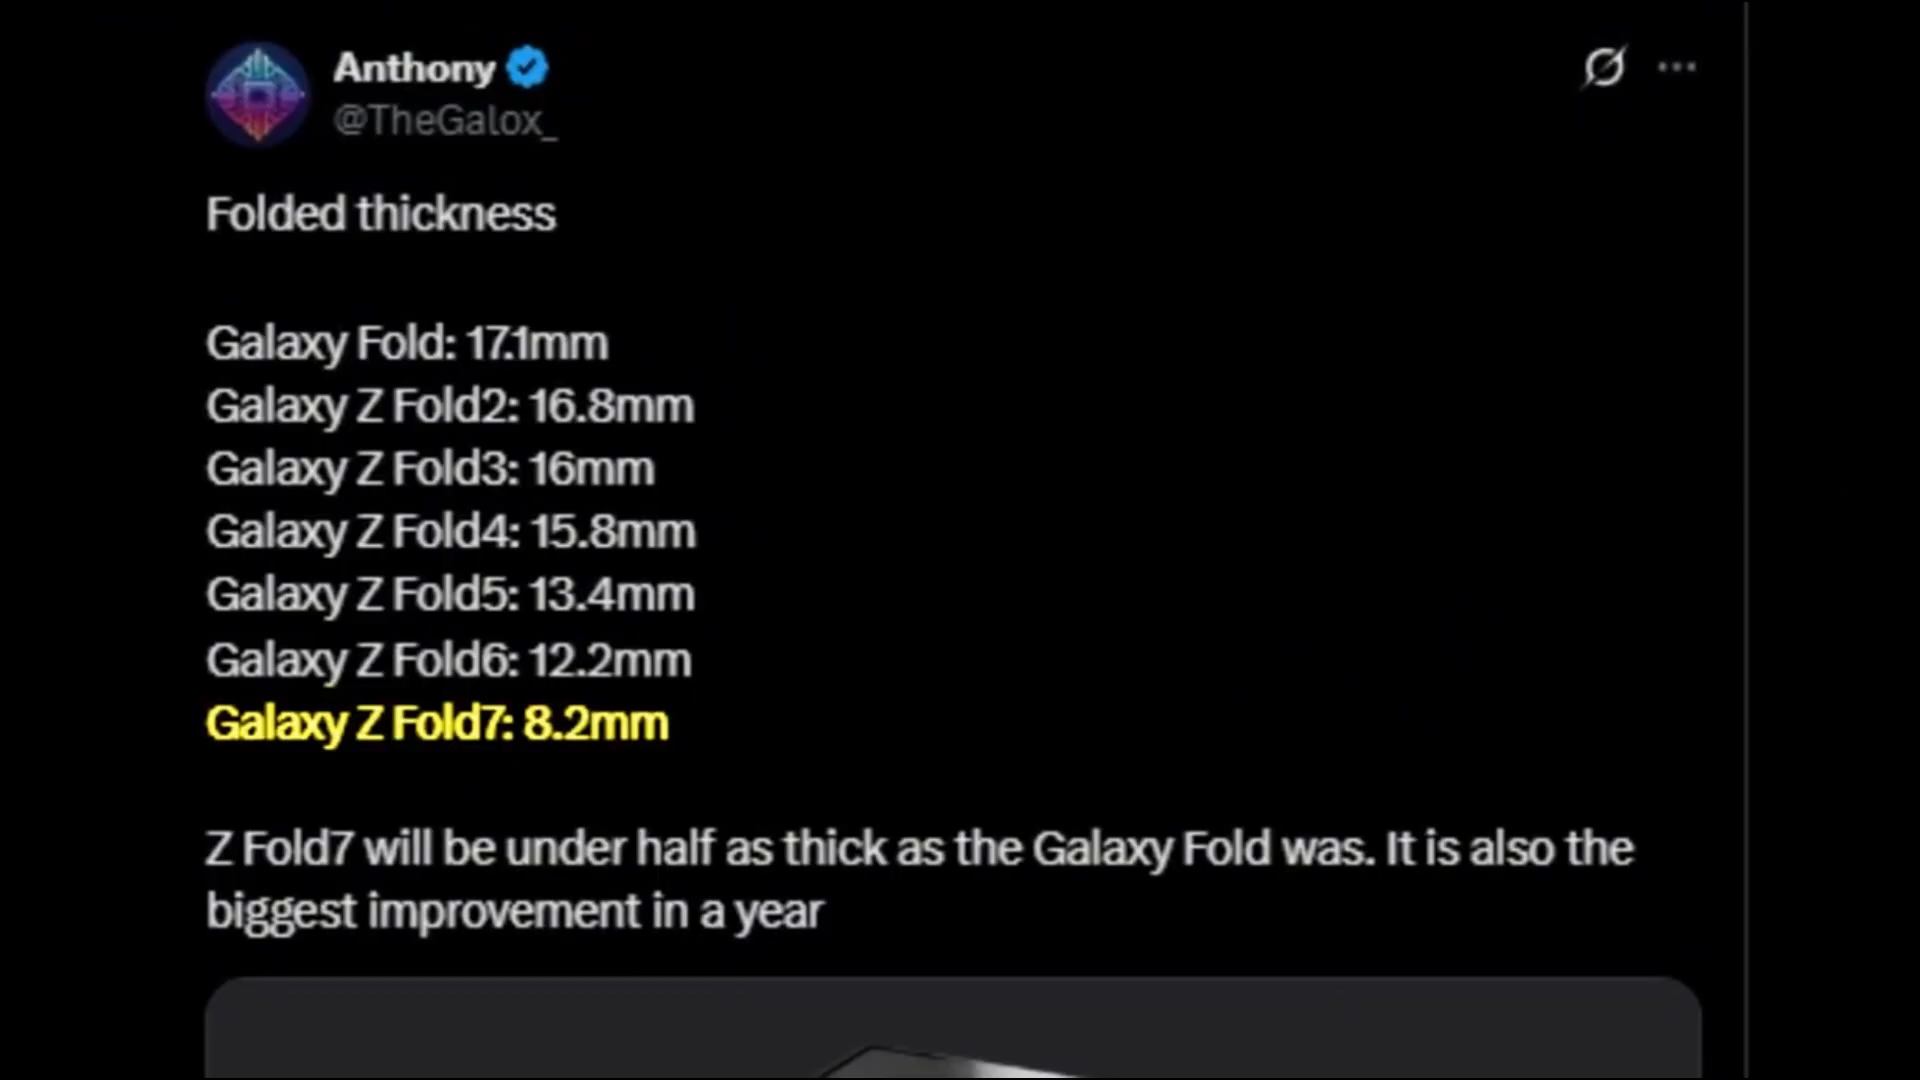 Anthony
@TheGalox_
Folded thickness
Galaxy Fold: 17.1mm
Galaxy Z Fold2: 16.8mm
Galaxy Z Fold3: 16mm
Galaxy Z Fold4: 15.8mm
Galaxy Z Fold5: 13.4mm
Galaxy Z Fold6: 12.2mm
Galaxy Z Fold7: 8.2mm
Z Fold7 will be under half as thick as the Galaxy Fold was. It is also the
biggest improvement in a year